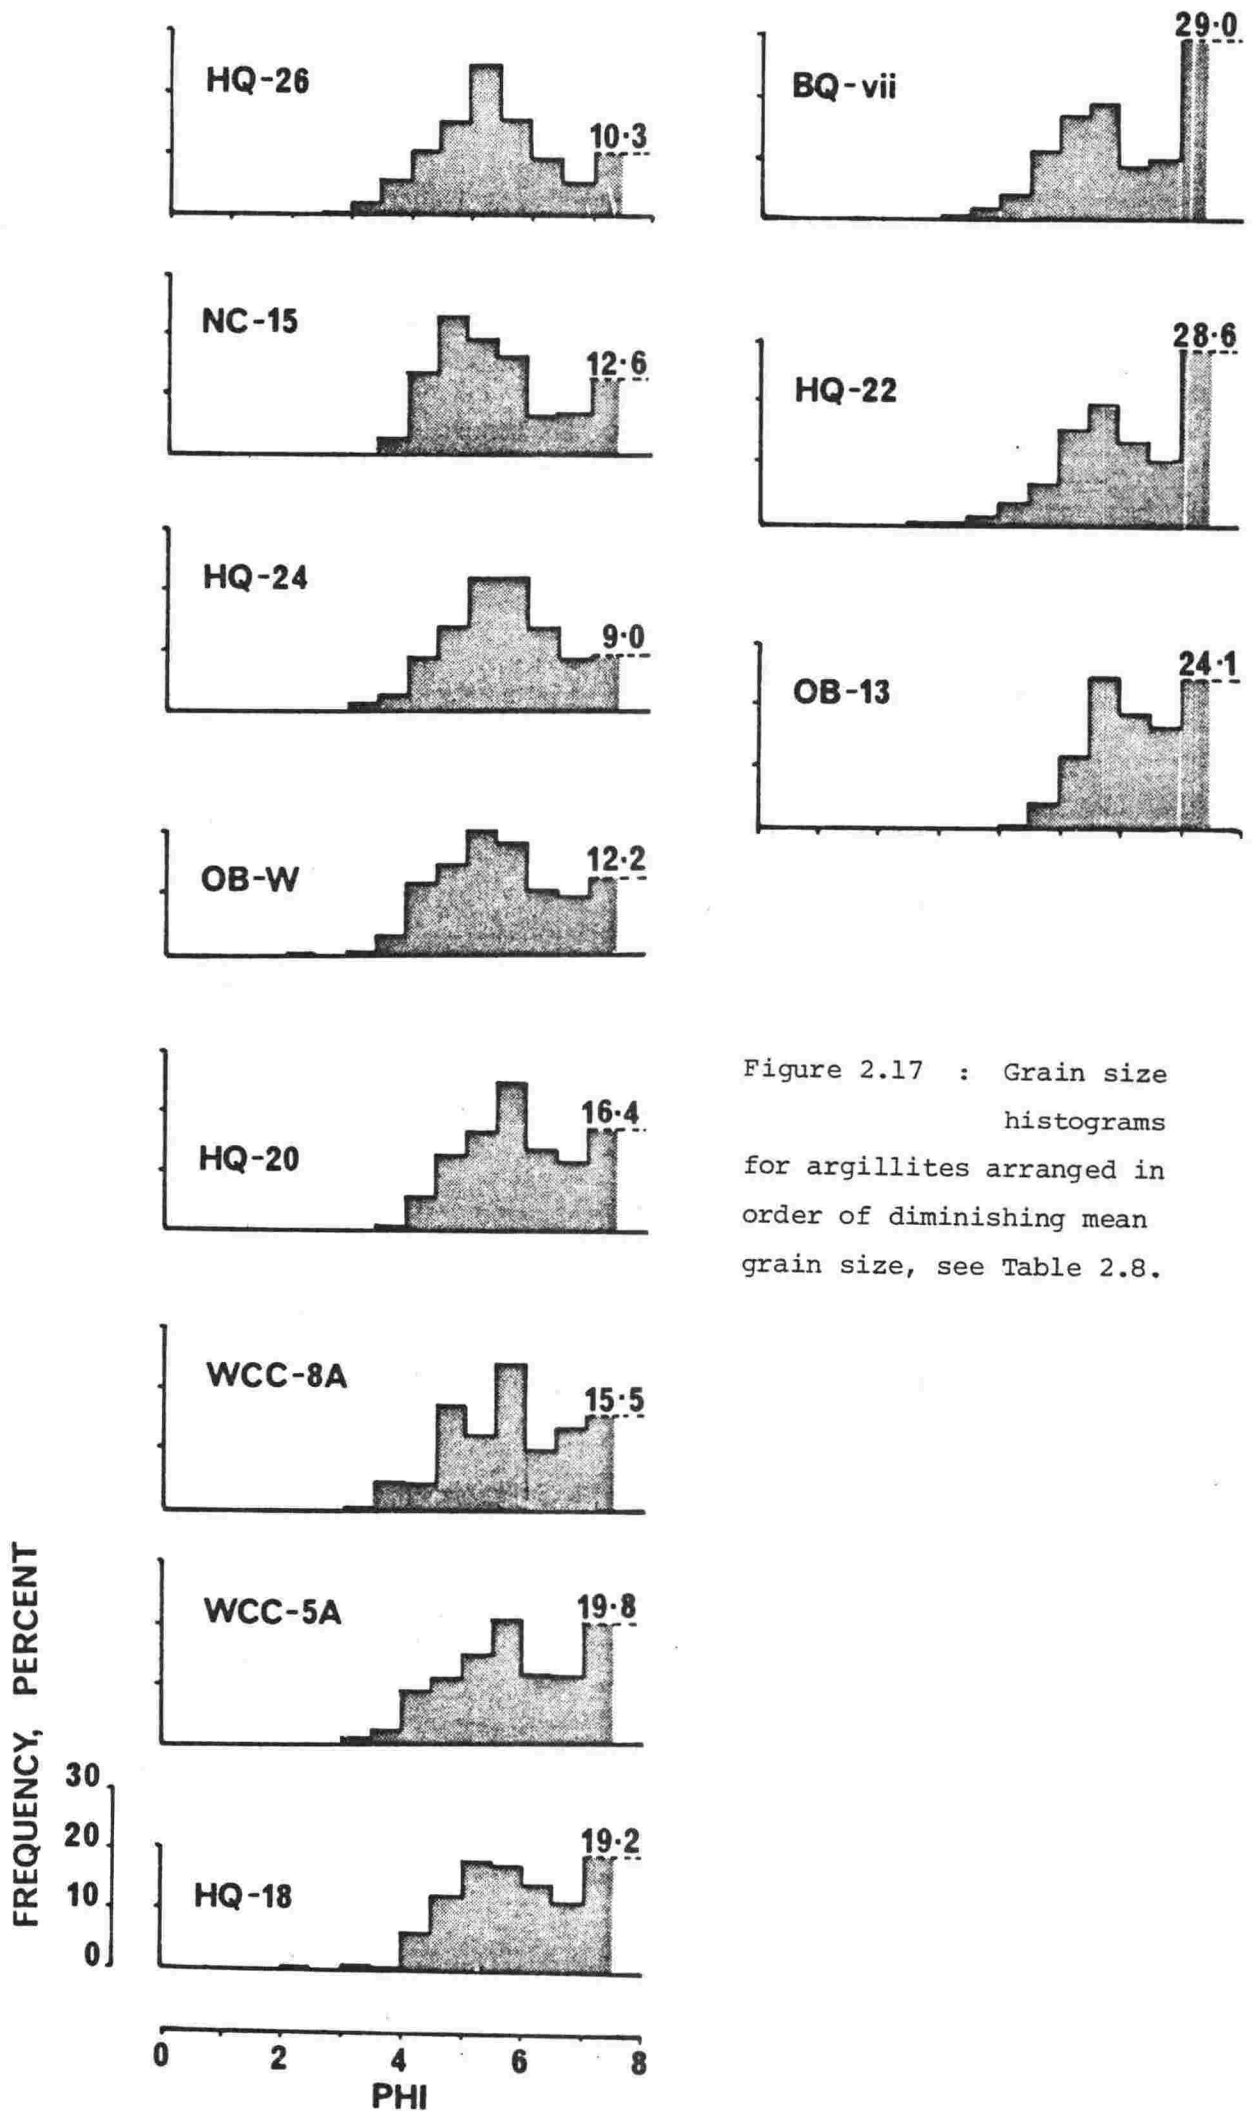 HQ-26
10·3
NC-15
12·6
HQ-24
9·0
OB-W
12·2
HQ-20
16·4
WCC-8A
15·5
WCC-5A
19·8
HQ-18
19·2
FREQUENCY, PERCENT
30
20
10
0
0 2 4 6 8
PHI
BQ-vii
29·0
HQ-22
28·6
OB-13
24·1
Figure 2.17 : Grain size
histograms
for argillites arranged in
order of diminishing mean
grain size, see Table 2.8.